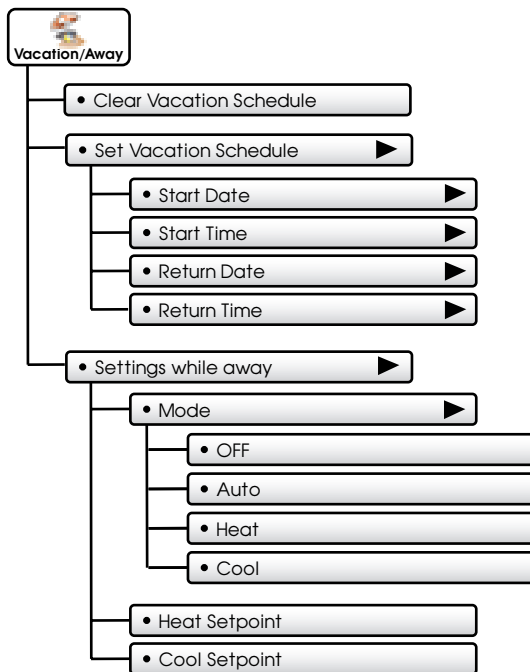 Vacation/Away
• Clear Vacation Schedule
• Set Vacation Schedule
• Start Date
• Start Time
• Return Date
• Return Time
• Settings while away
• Mode
• OFF
• Auto
• Heat
• Cool
• Heat Setpoint
• Cool Setpoint